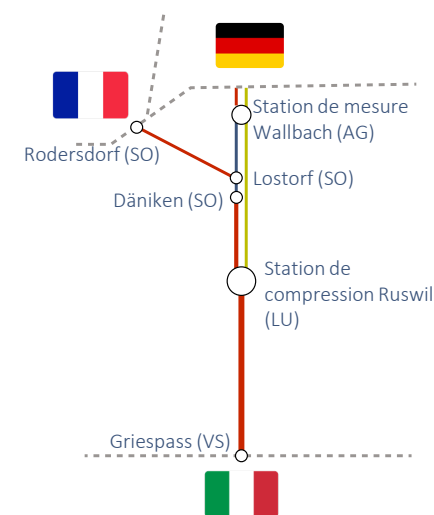 Station de mesure
Wallbach (AG)
Rodersdorf (SO)
Lostorf (SO)
Däniken (SO)
Station de
compression Ruswil
(LU)
Griespass (VS)